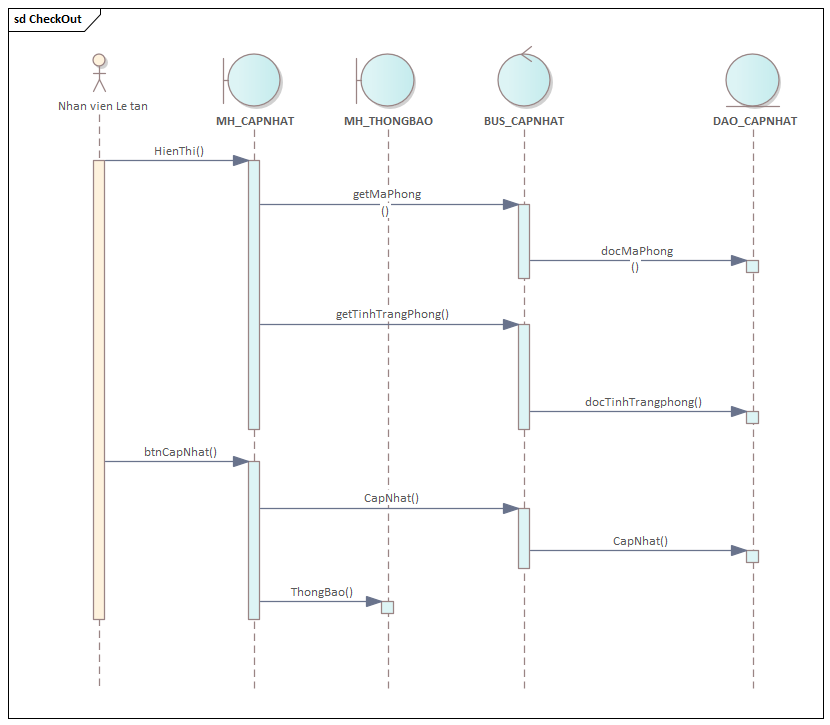 sd CheckOut
Nhan vien Le tan
MH_CAPNHAT
MH_THONGBAO
BUS_CAPNHAT
DAO_CAPNHAT
HienThi()
getMaPhong
()
docMaPhong
()
getTinhTrangPhong()
docTinhTrangphong()
btnCapNhat()
CapNhat()
CapNhat()
ThongBao()